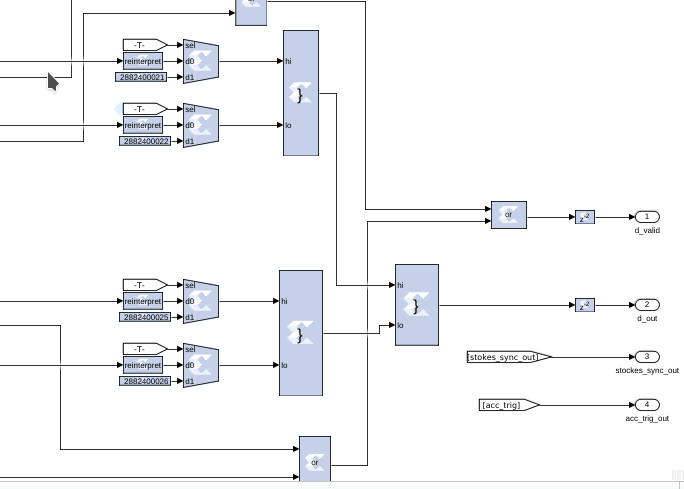 -T-
sel
hi
reinterpret
d0
2882400021
d1
}
-T-
sel
reinterpret
d0
lo
2882400022
d1
or
z-2
1
d_valid
-T-
sel
hi
reinterpret
d0
hi
2882400025
d1
}
z-2
2
d_out
lo
}
-T-
sel
[stokes_sync_out]
3
reinterpret
d0
lo
stockes_sync_out
2882400026
d1
[acc_trig]
4
acc_trig_out
or